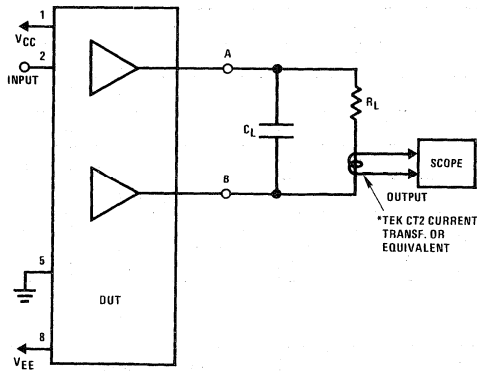 1
VCC
2
INPUT
A
RL
CL
SCOPE
B
OUTPUT
*TEK CT2 CURRENT
TRANSF. OR
EQUIVALENT
5
DUT
8
VEE